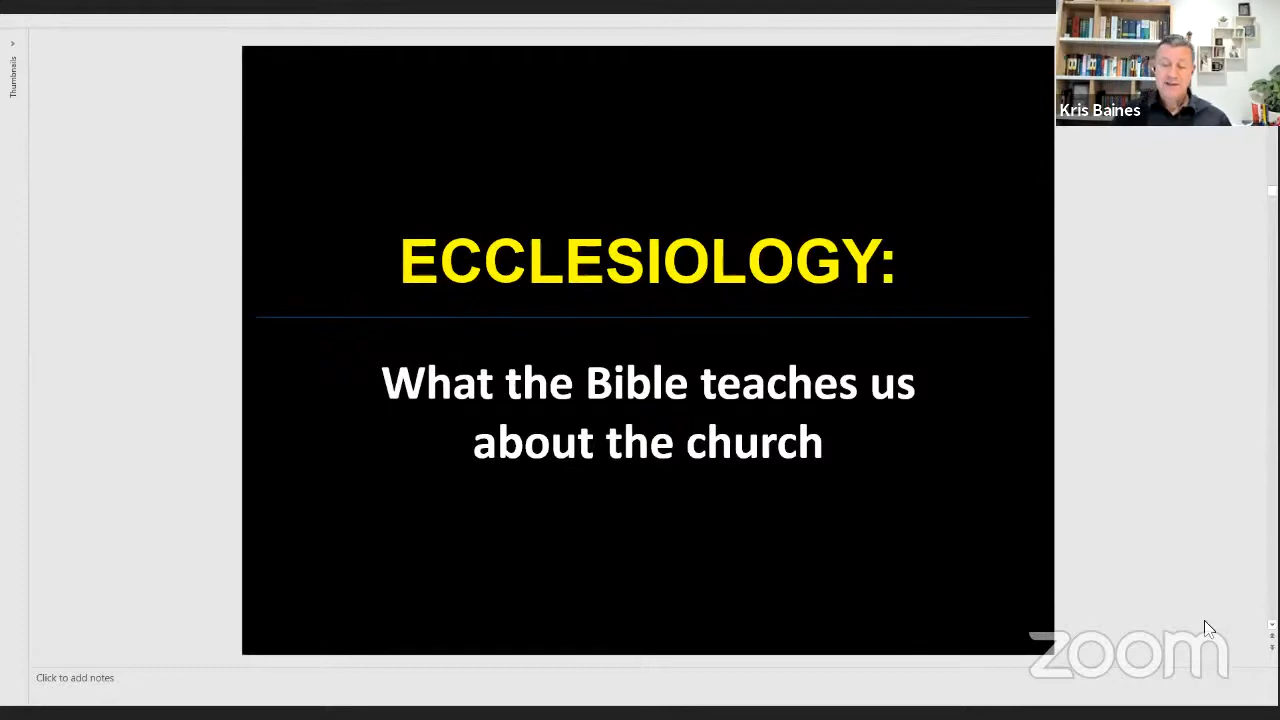 Thumbnails
Kris Baines
ECCLESIOLOGY:
What the Bible teaches us
about the church
zoom
Click to add notes